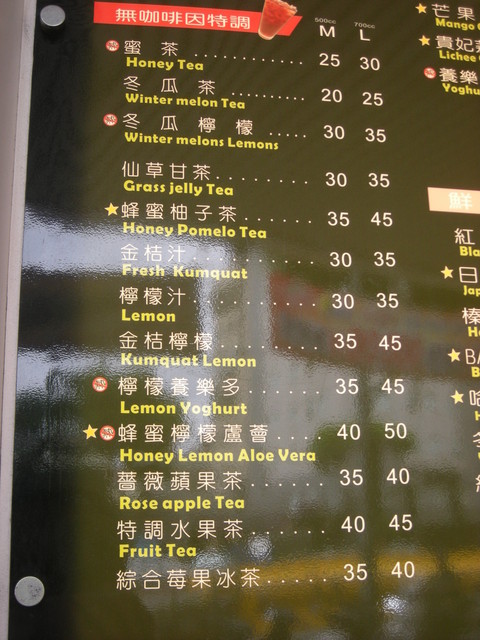 無咖啡因特調
500cc 700cc
M L
蜜茶 ............ 25 30
Honey Tea
冬瓜茶 ........... 20 25
Winter melon Tea
冬瓜檸檬 ..... 30 35
Winter melons Lemons
仙草甘茶........ 30 35
Grass jelly Tea
★蜂蜜柚子茶...... 35 45
Honey Pomelo Tea
金桔汁........... 30 35
Fresh Kumquat
檸檬汁........... 30 35
Lemon
金桔檸檬........ 35 45
Kumquat Lemon
檸檬養樂多...... 35 45
Lemon Yoghurt
★蜂蜜檸檬蘆薈.... 40 50
Honey Lemon Aloe Vera
薔薇蘋果茶...... 35 40
Rose apple Tea
特調水果茶...... 40 45
Fruit Tea
綜合莓果冰茶..... 35 40
★芒果
Mango
★貴妃
Lichee
養樂
Yoghu
鮮
紅
Bla
★日
Jap
榛
★BA
B
★哈